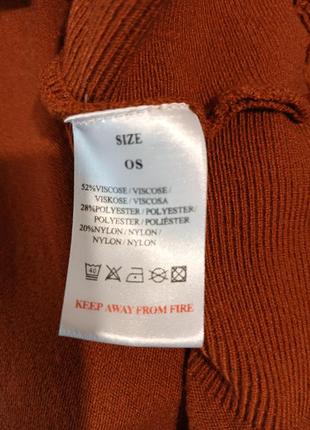 SIZE
OS
52%VISCOSE / VISCOSE /
VISKOSE / VISCOSA
28%POLYESTER / POLYESTER /
POLYESTER / POLIÉSTER
20%NYLON / NYLON /
NYLON / NYLON
40
KEEP AWAY FROM FIRE